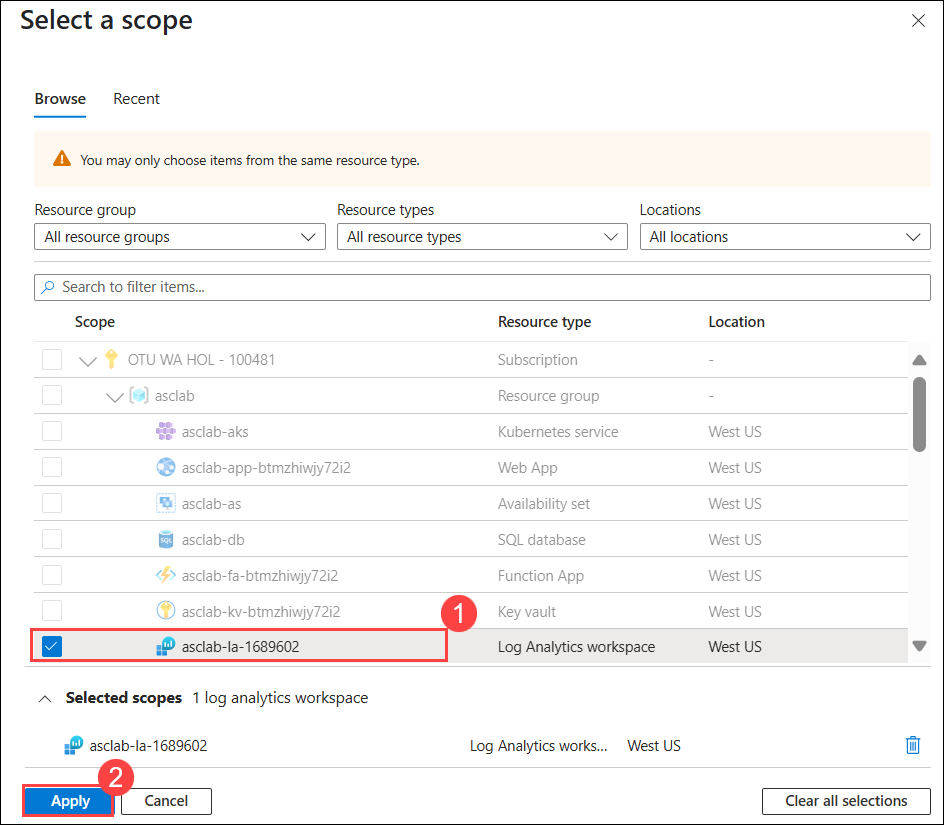 Select a scope
Browse Recent
You may only choose items from the same resource type.
Resource group Resource types Locations
All resource groups All resource types All locations
Search to filter items...
Scope Resource type Location
OTU WA HOL - 100481 Subscription -
asclab Resource group -
asclab-aks Kubernetes service West US
asclab-app-btmzhiwjy72i2 Web App West US
asclab-as Availability set West US
SQL asclab-db SQL database West US
asclab-fa-btmzhiwjy72i2 Function App West US
asclab-kv-btmzhiwjy72i2 Key vault West US
1
asclab-la-1689602 Log Analytics workspace West US
Selected scopes 1 log analytics workspace
asclab-la-1689602 Log Analytics works... West US
2
Apply Cancel Clear all selections